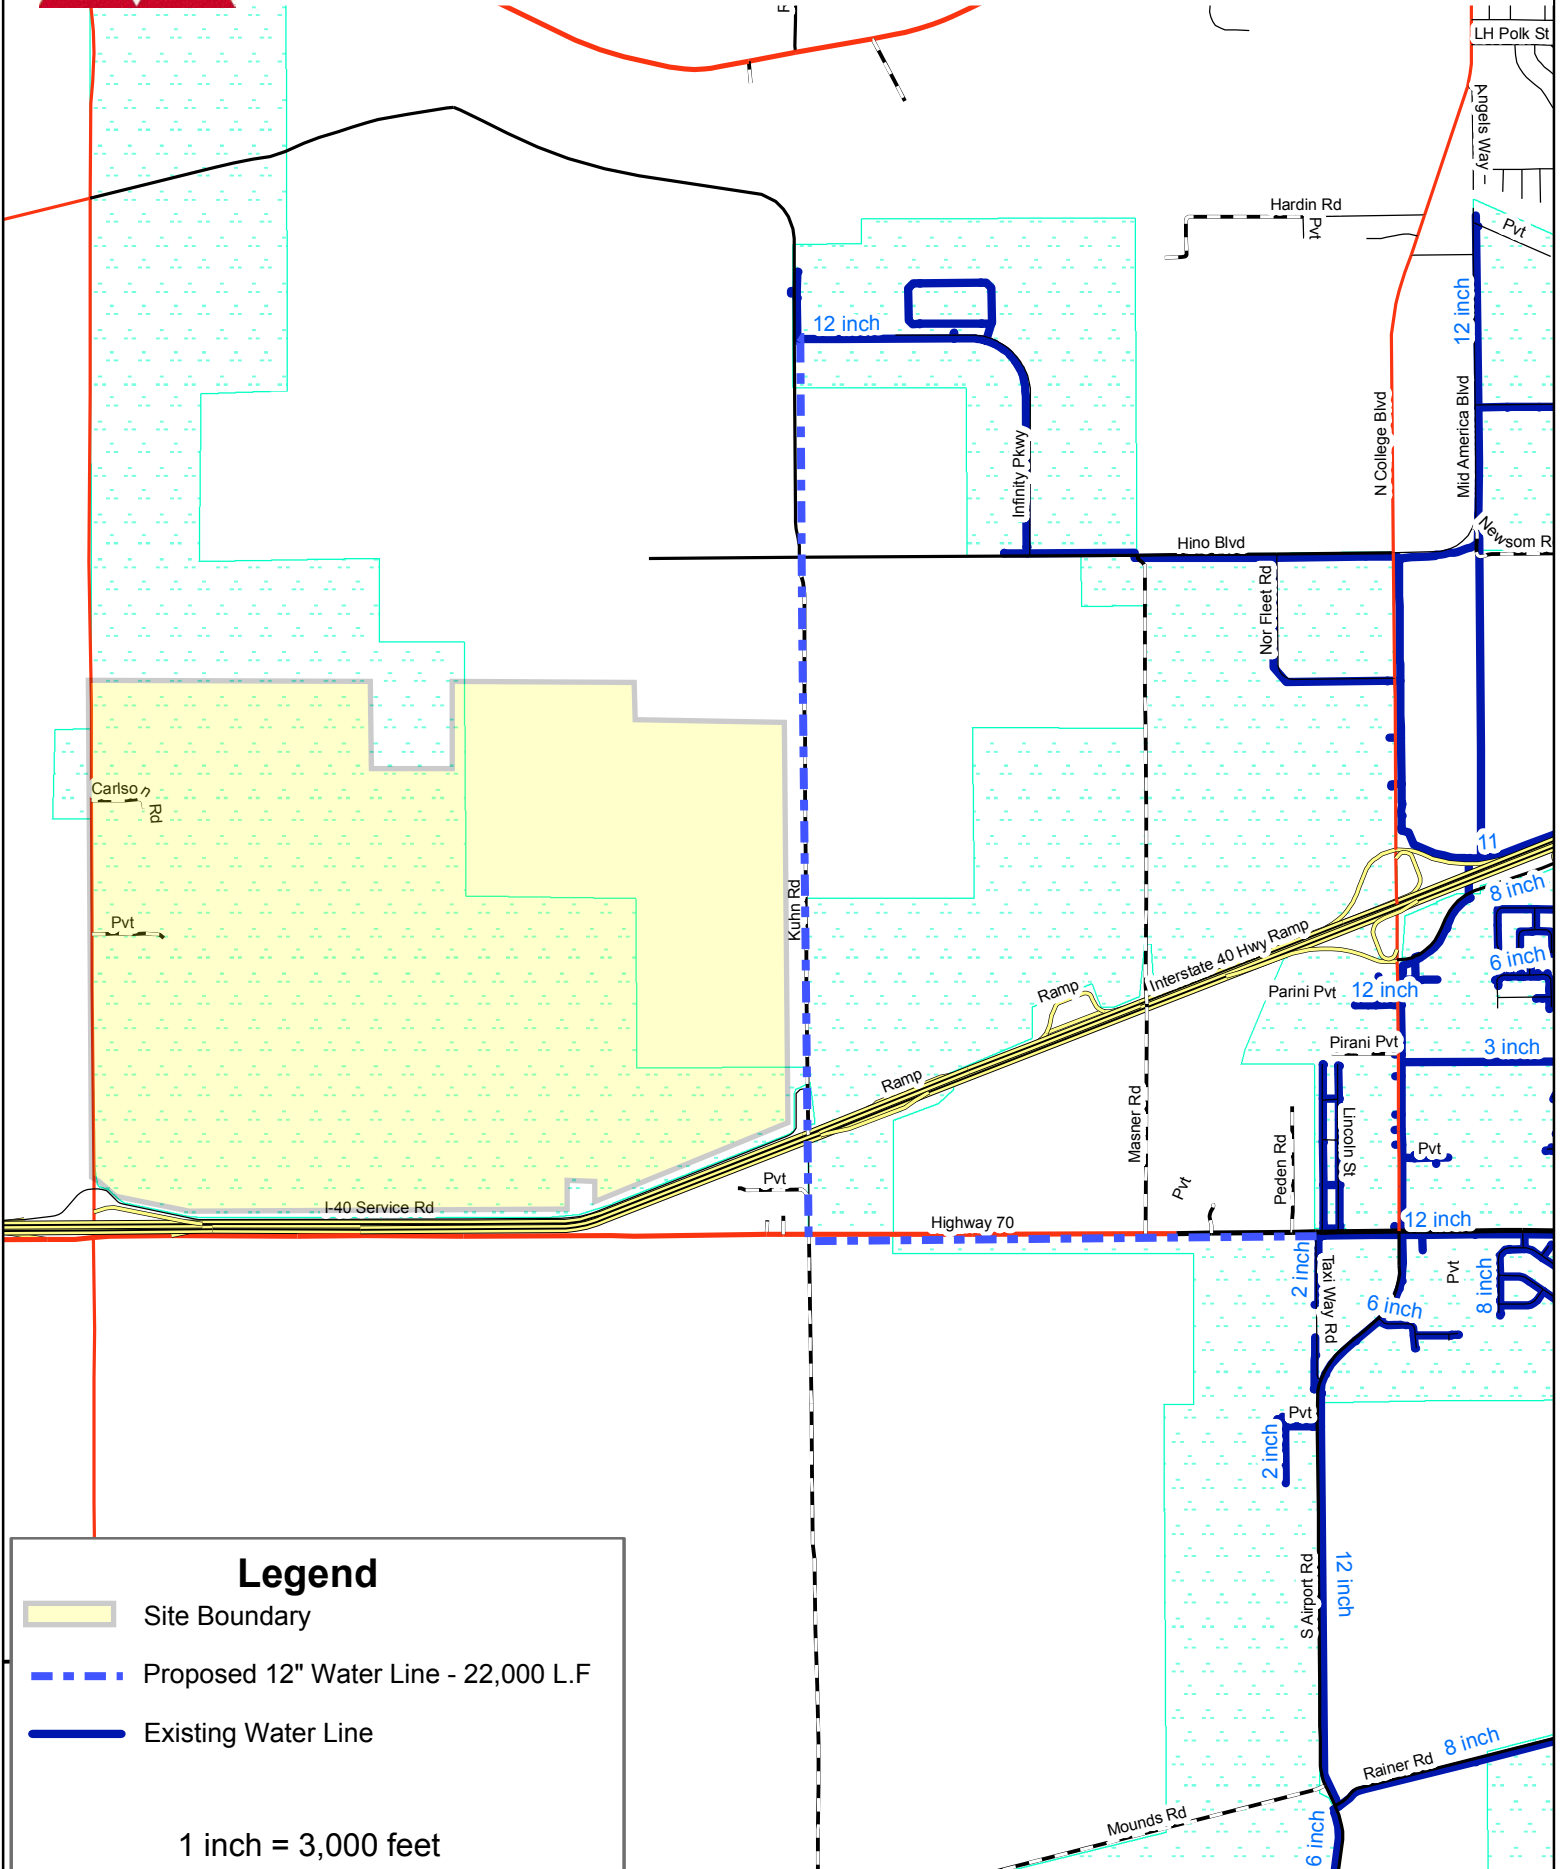 LH Polk St
Angels Way
Hardin Rd
Pvt
Pvt
12 inch
12 inch
Infinity Pkwy
N College Blvd
Mid America Blvd
Hino Blvd
Newsom R
Nor Fleet Rd
Carlson Rd
Pvt
Kuhn Rd
11
8 inch
6 inch
Interstate 40 Hwy Ramp
Ramp
Parini Pvt
12 inch
Pirani Pvt
3 inch
Ramp
Masner Rd
Lincoln St
Peden Rd
Pvt
Pvt
Pvt
I-40 Service Rd
Highway 70
12 inch
2 inch
Taxi Way Rd
6 inch
Pvt
8 inch
Pvt
2 inch
S Airport Rd
12 inch
Rainer Rd
8 inch
Mounds Rd
6 inch
Legend
Site Boundary
Proposed 12" Water Line - 22,000 L.F
Existing Water Line
1 inch = 3,000 feet